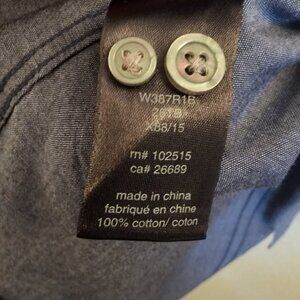 W387R1B
X88/15
rn# 102515
ca# 26689
made in china
fabriqué en chine
100% cotton/ coton